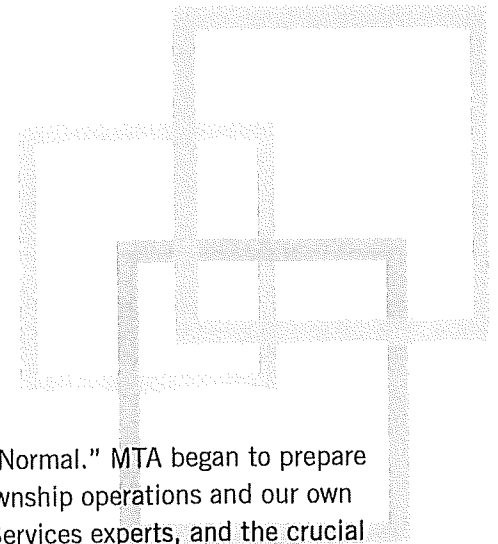 Normal.” MTA began to prepare
wnship operations and our own
ervices experts, and the crucial